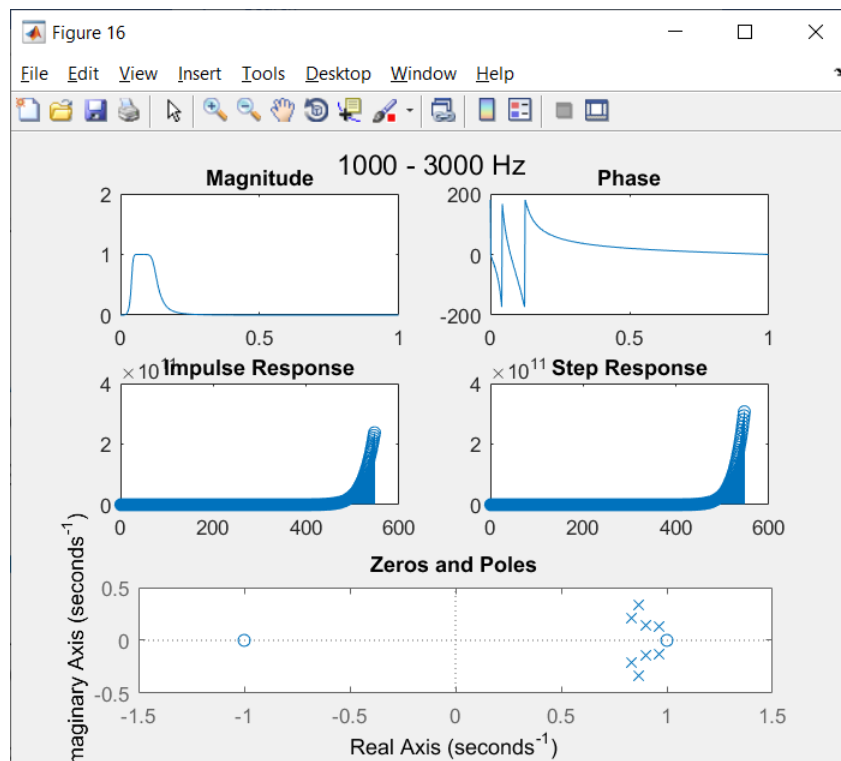 Figure 16
File Edit View Insert Tools Desktop Window Help
1000 - 3000 Hz
Magnitude
2
1
0
0 0.5 1
Phase
200
0
-200
0 0.5 1
×10^11 Impulse Response
4
2
0
0 200 400 600
×10^11 Step Response
4
2
0
0 200 400 600
Zeros and Poles
0.5
0
-0.5
-1.5 -1 -0.5 0 0.5 1 1.5
maginary Axis (seconds^-1)
Real Axis (seconds^-1)